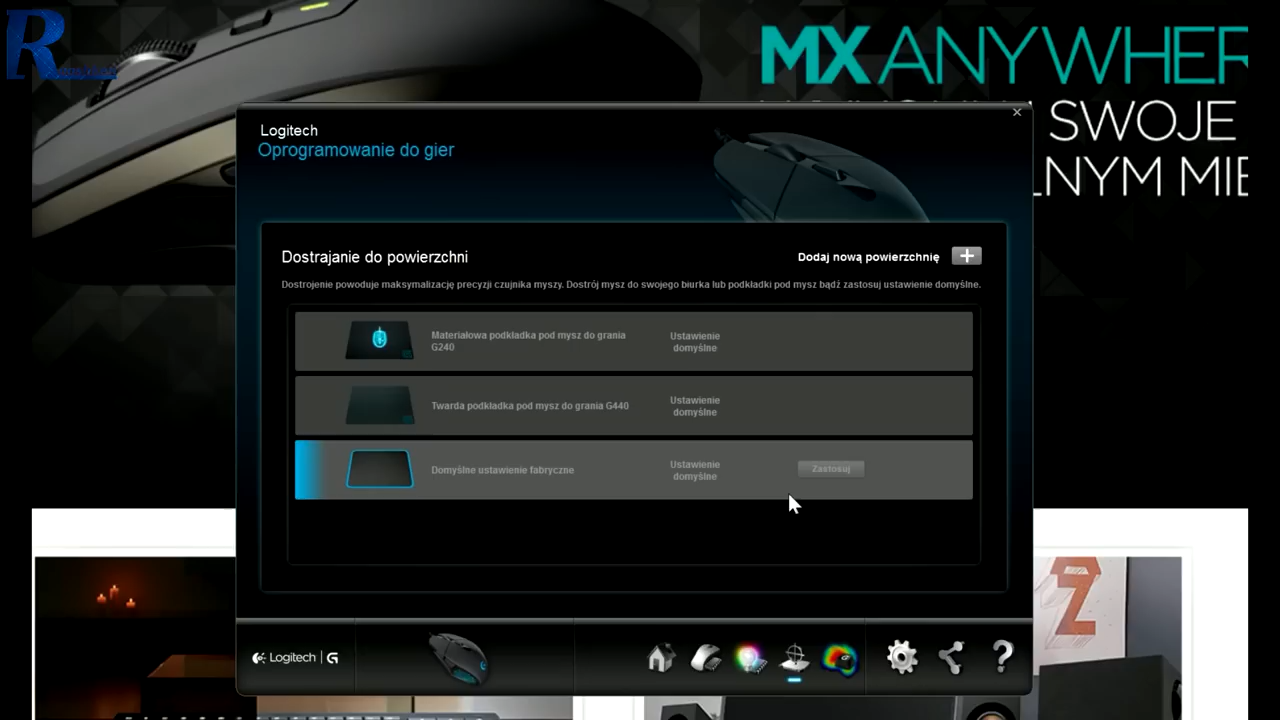 R
MX ANYWHER
SWOJE
LNYM MIE
Logitech
Oprogramowanie do gier
Dostrajanie do powierzchni
Dodaj nową powierzchnię
Dostrojenie powoduje maksymalizację precyzji czujnika myszy. Dostrój mysz do swojego biurka lub podkładki pod mysz bądź zastosuj ustawienie domyślne.
Materiałowa podkładka pod mysz do grania
G240
Ustawienie
domyślne
Twarda podkładka pod mysz do grania G440
Ustawienie
domyślne
Domyślne ustawienie fabryczne
Ustawienie
domyślne
Zastosuj
Logitech | G